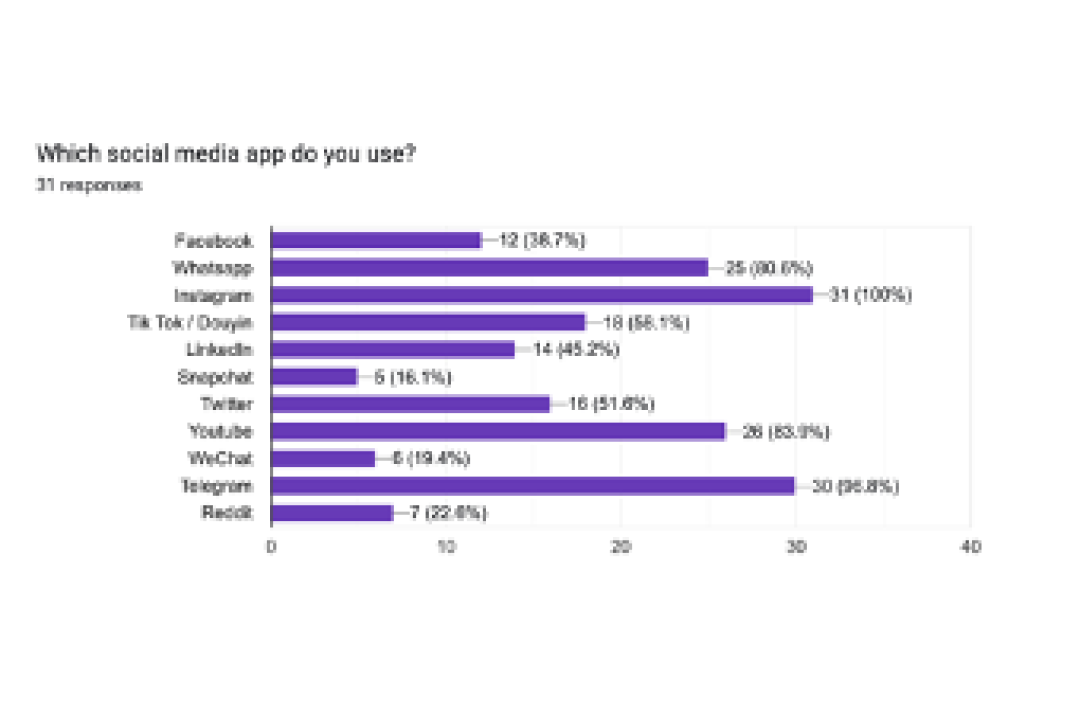 Which social media app do you use?
31 responses
Facebook 12 (38.7%)
Whatsapp 25 (80.6%)
Instagram 31 (100%)
Tik Tok / Douyin 18 (58.1%)
LinkedIn 14 (45.2%)
Snapchat 5 (16.1%)
Twitter 16 (51.6%)
Youtube 26 (83.9%)
WeChat 6 (19.4%)
Telegram 30 (96.8%)
Reddit 7 (22.6%)
0 10 20 30 40